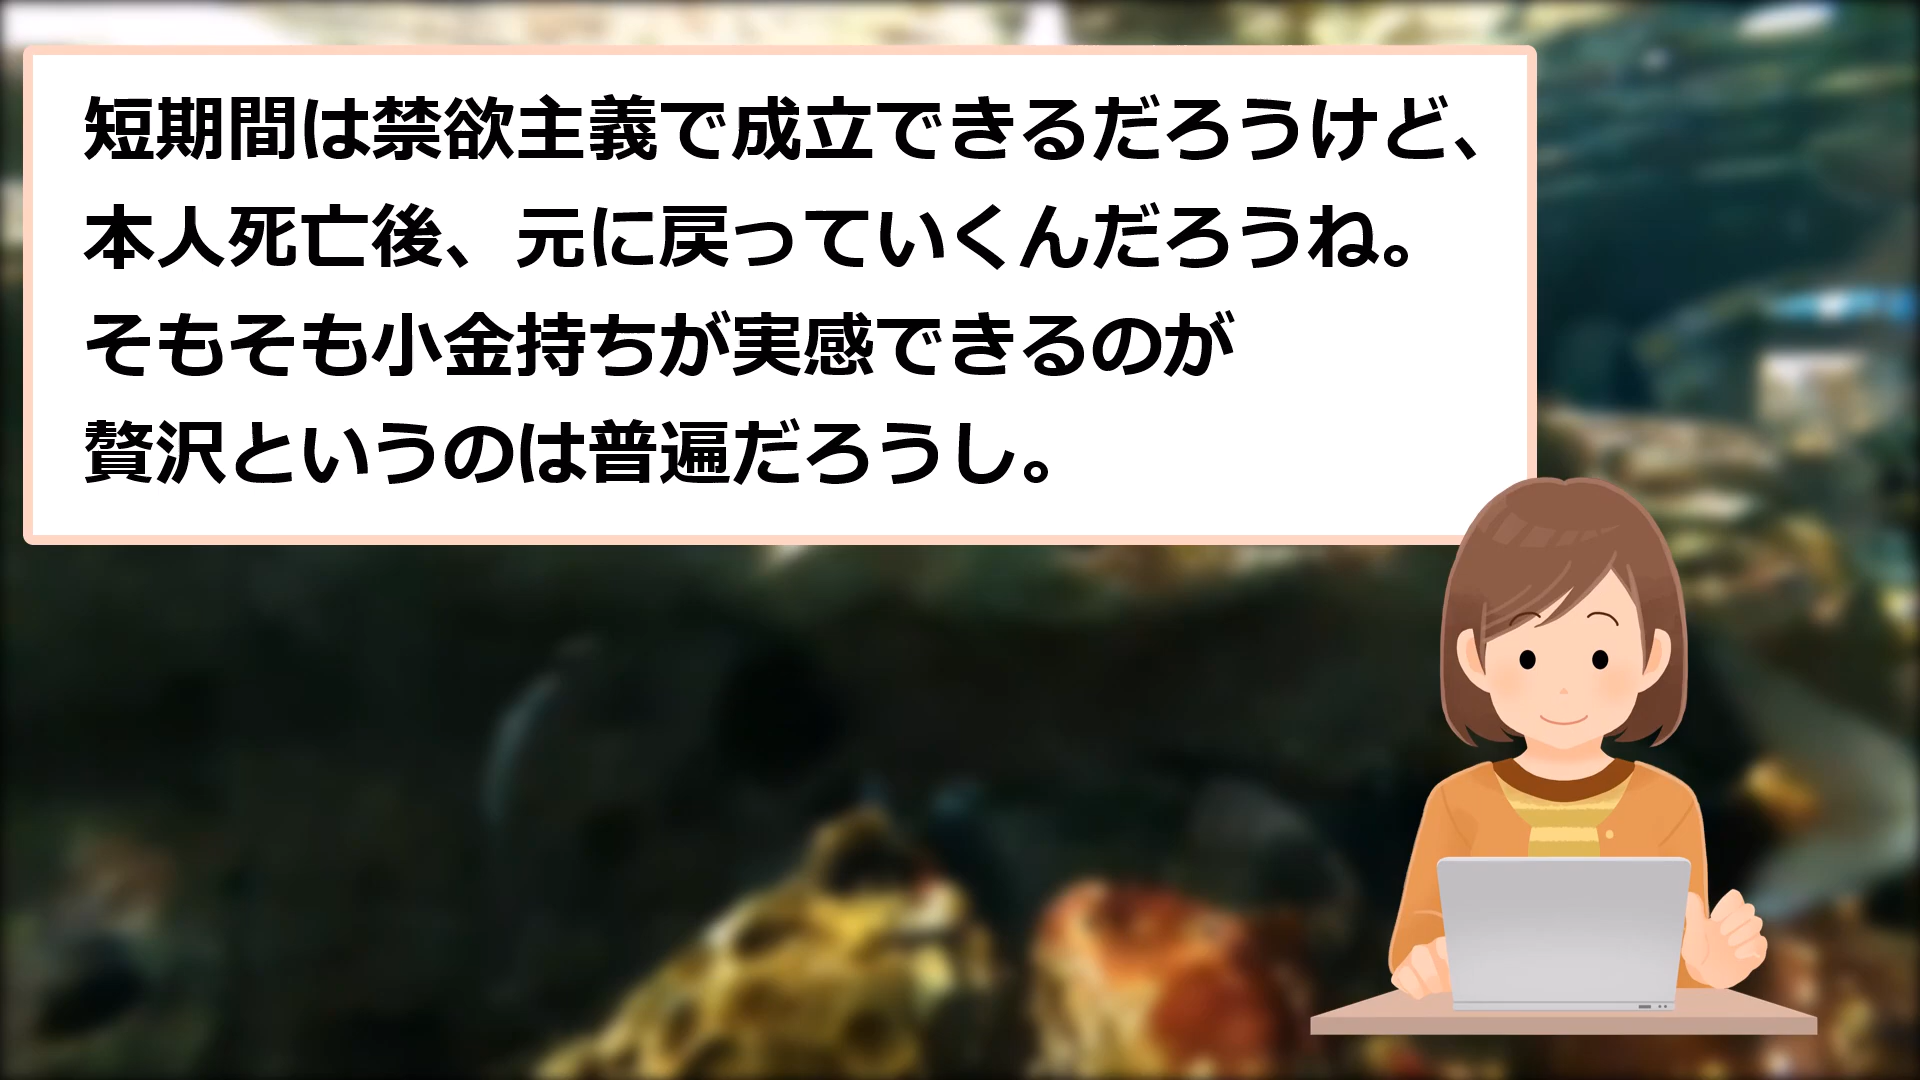 短期間は禁欲主義で成立できるだろうけど、
本人死亡後、元に戻っていくんだろうね。
そもそも小金持ちが実感できるのが
贅沢というのは普遍だろうし。